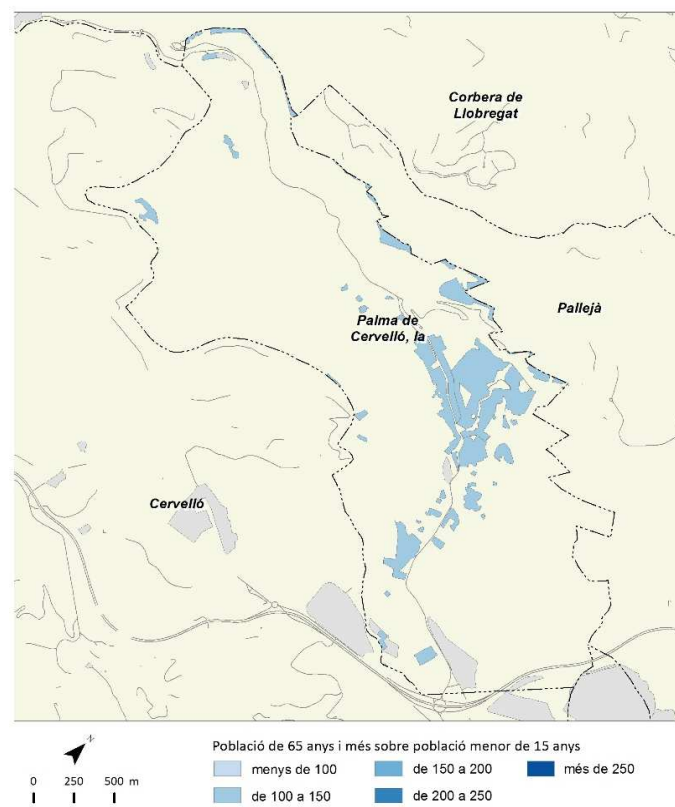 Corbera de
Llobregat
Pallejà
Palma de
Cervelló, la
Cervelló
N
0 250 500 m
Població de 65 anys i més sobre població menor de 15 anys
menys de 100
de 150 a 200
més de 250
de 100 a 150
de 200 a 250